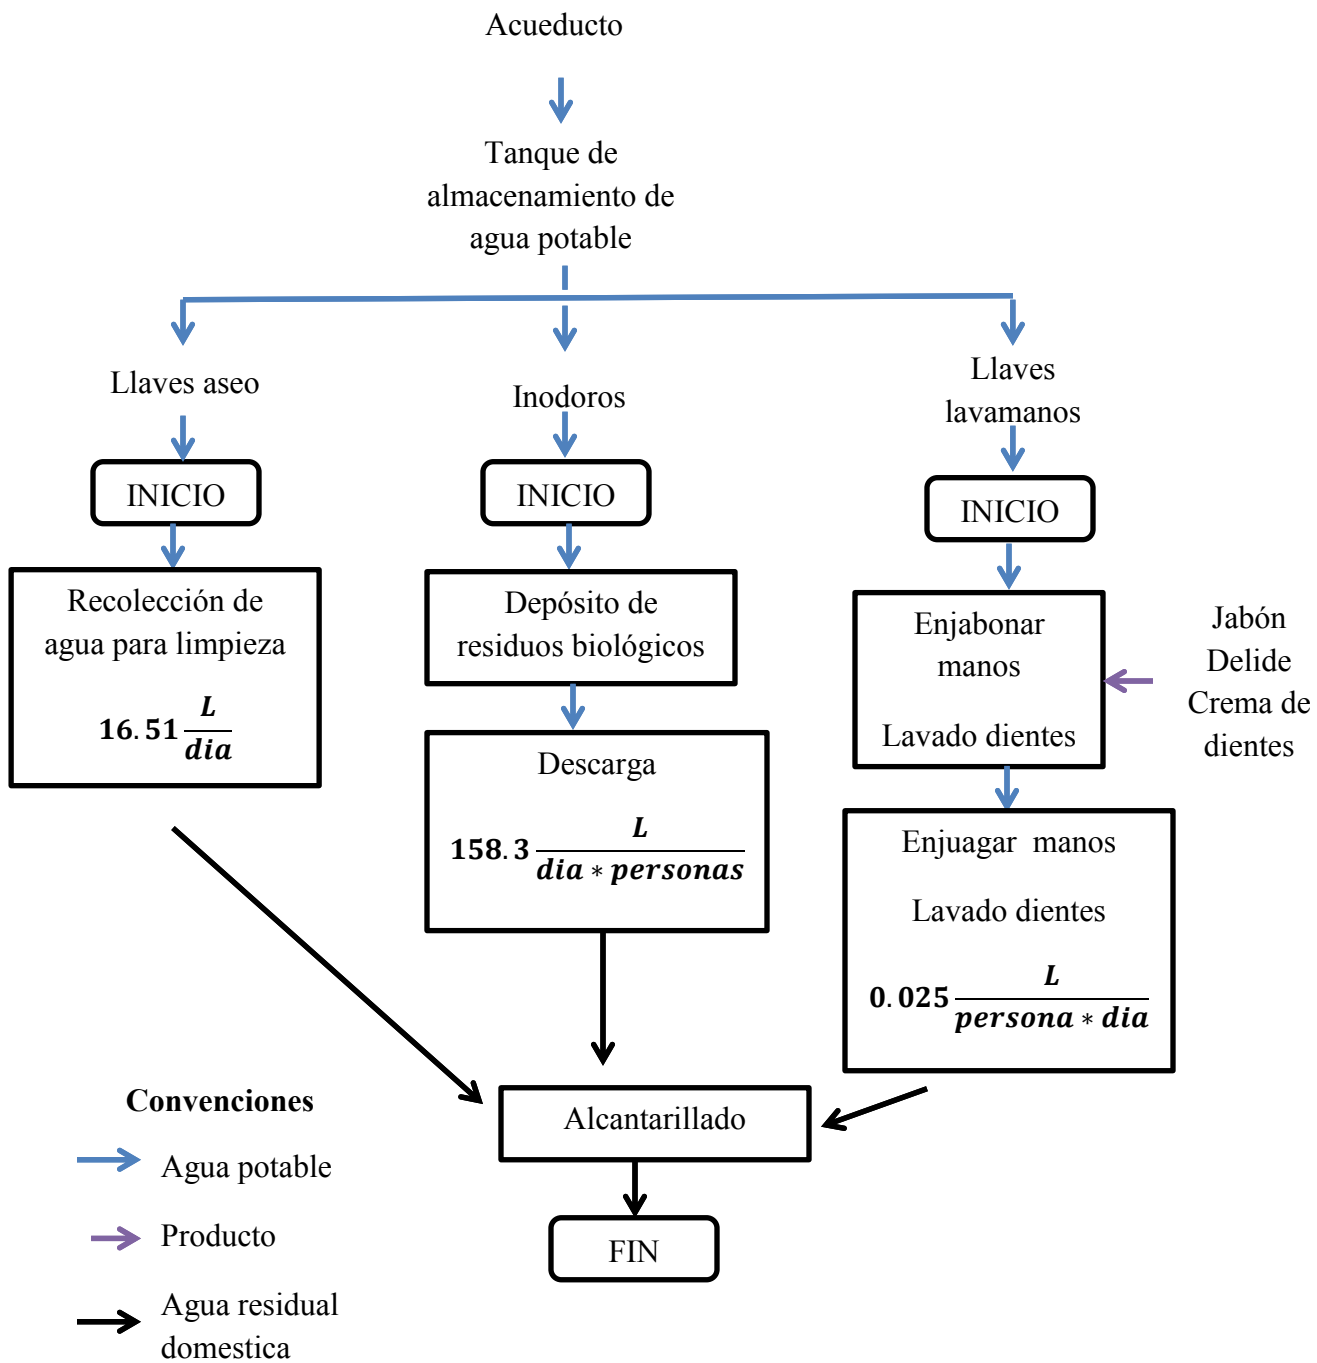 Acueducto
Tanque de
almacenamiento de
agua potable
Llaves aseo
INICIO
Recolección de
agua para limpieza
16.51 L/dia
Inodoros
INICIO
Depósito de
residuos biológicos
Descarga
158.3 L/dia * personas
Llaves
lavamanos
INICIO
Enjabonar
manos
Lavado dientes
Jabón
Delide
Crema de
dientes
Enjuagar manos
Lavado dientes
0.025 L/persona * dia
Alcantarillado
FIN
Convenciones
Agua potable
Producto
Agua residual
domestica